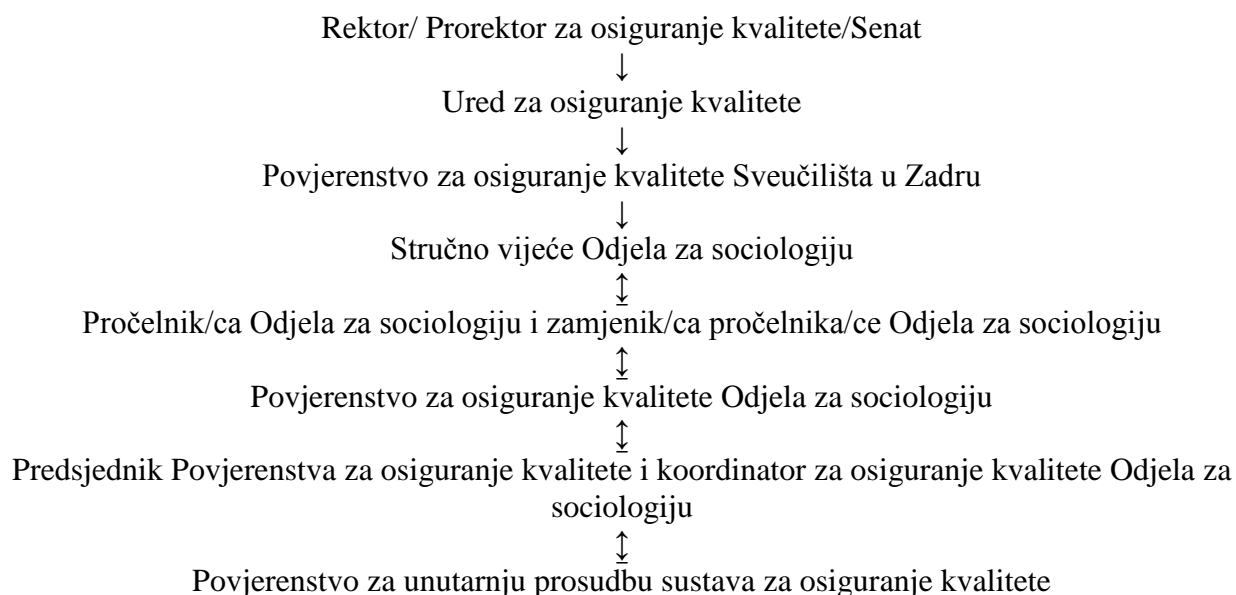 Rektor/ Prorektor za osiguranje kvalitete/Senat
↓
Ured za osiguranje kvalitete
↓
Povjerenstvo za osiguranje kvalitete Sveučilišta u Zadru
↓
Stručno vijeće Odjela za sociologiju
↨
Pročelnik/ca Odjela za sociologiju i zamjenik/ca pročelnika/ce Odjela za sociologiju
↨
Povjerenstvo za osiguranje kvalitete Odjela za sociologiju
↨
Predsjednik Povjerenstva za osiguranje kvalitete i koordinator za osiguranje kvalitete Odjela za
sociologiju
↨
Povjerenstvo za unutarnju prosudbu sustava za osiguranje kvalitete